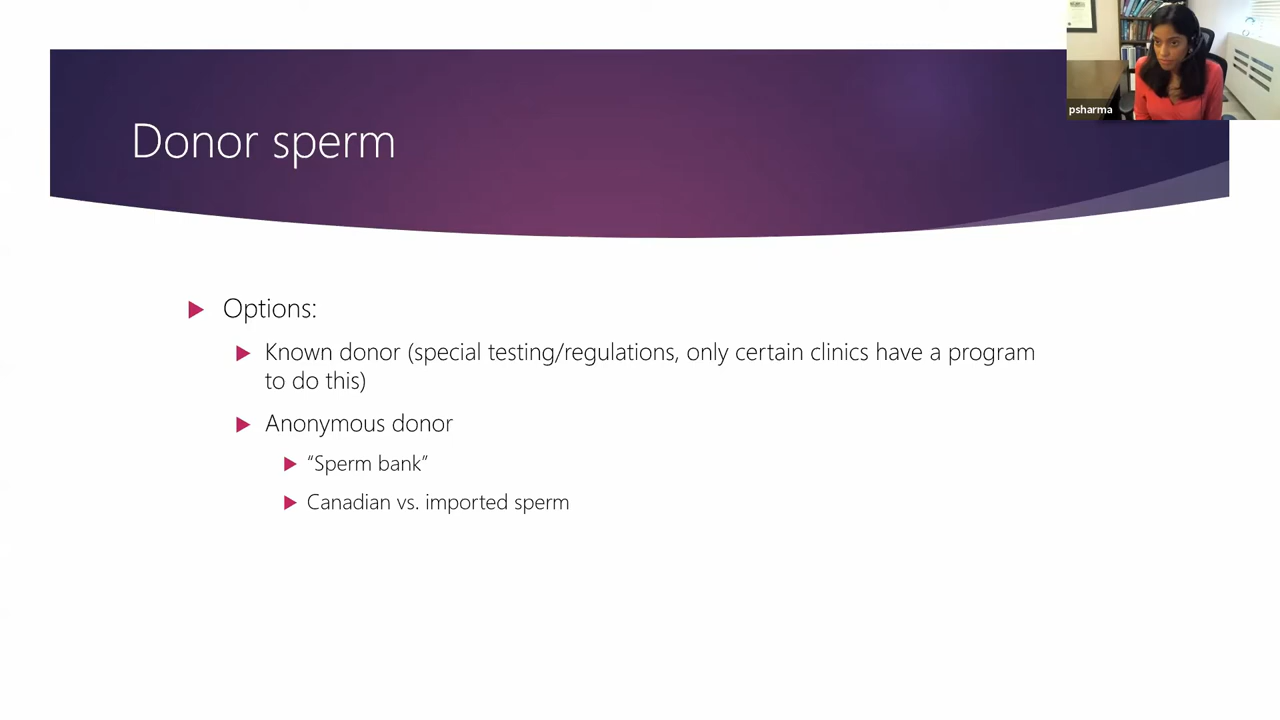 Donor sperm
psharma
Options:
Known donor (special testing/regulations, only certain clinics have a program
to do this)
Anonymous donor
“Sperm bank”
Canadian vs. imported sperm